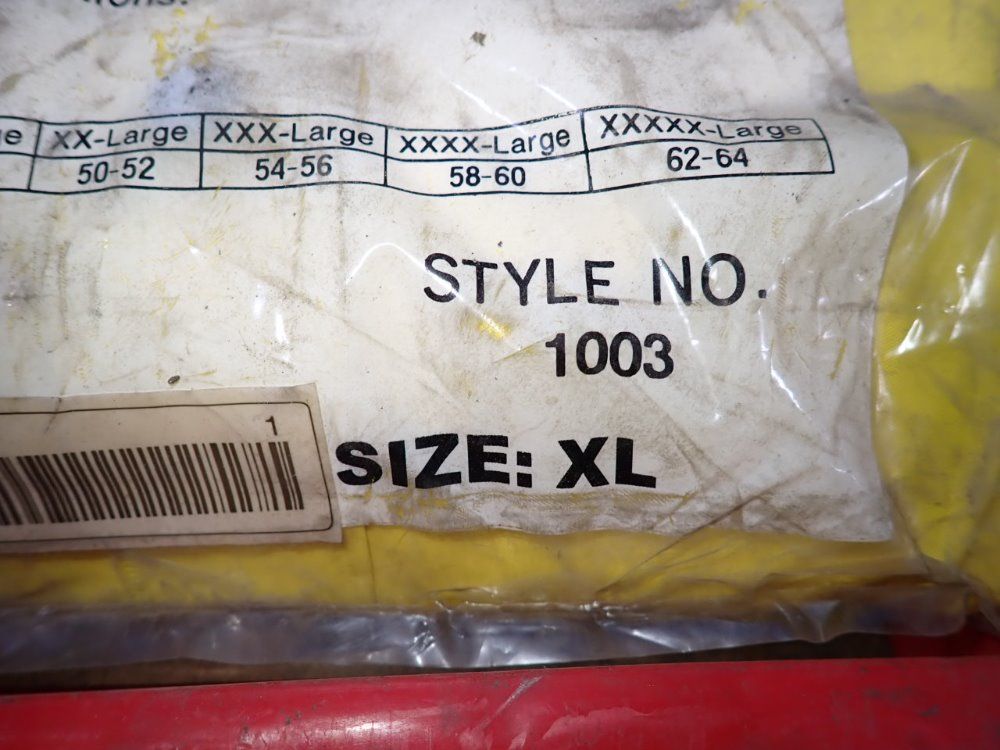 XX-Large XXX-Large XXXX-Large XXXXX-Large
50-52 54-56 58-60 62-64
STYLE NO.
1003
1
SIZE: XL